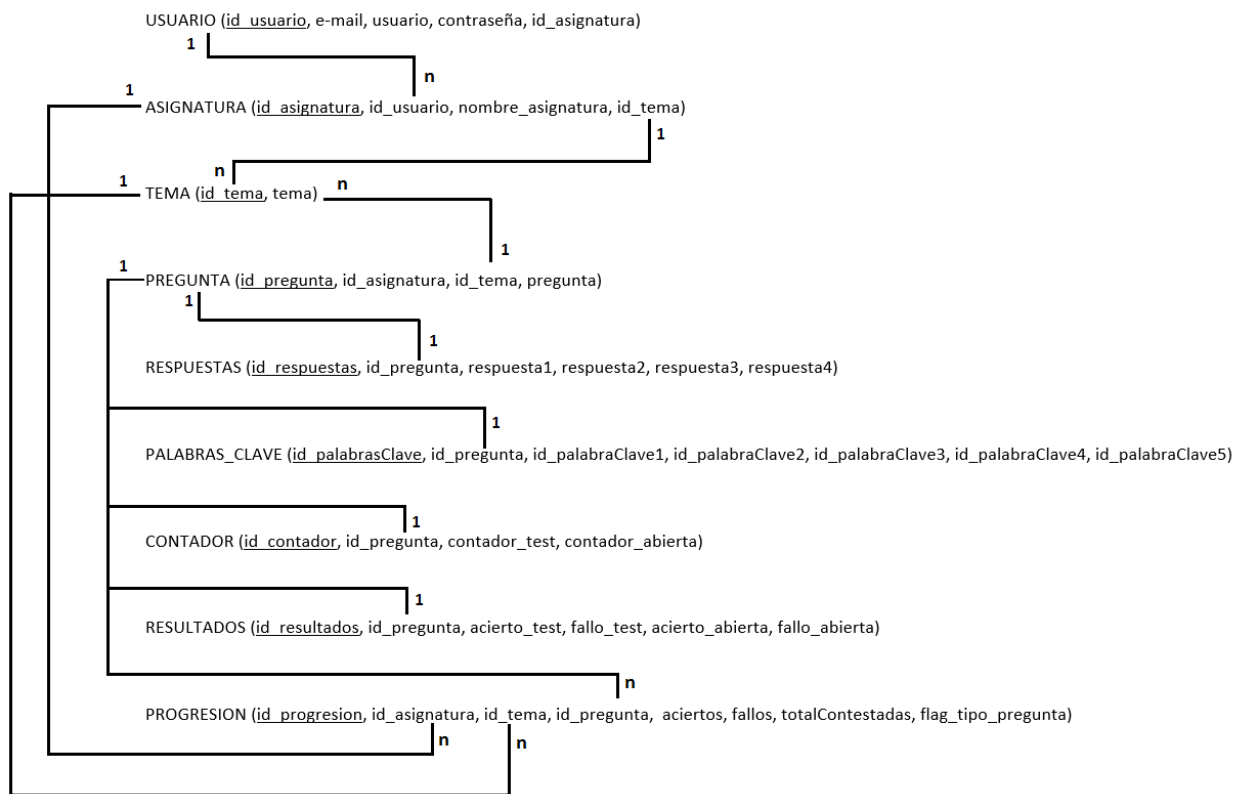 USUARIO (id_usuario, e-mail, usuario, contraseña, id_asignatura)
1
n
1
ASIGNATURA (id_asignatura, id_usuario, nombre_asignatura, id_tema)
1
n
1
n
TEMA (id_tema, tema)
1
1
PREGUNTA (id_pregunta, id_asignatura, id_tema, pregunta)
1
1
RESPUESTAS (id_respuestas, id_pregunta, respuesta1, respuesta2, respuesta3, respuesta4)
1
PALABRAS_CLAVE (id_palabrasClave, id_pregunta, id_palabraClave1, id_palabraClave2, id_palabraClave3, id_palabraClave4, id_palabraClave5)
1
CONTADOR (id_contador, id_pregunta, contador_test, contador_abierta)
1
RESULTADOS (id_resultados, id_pregunta, acierto_test, fallo_test, acierto_abierta, fallo_abierta)
n
PROGRESION (id_progresion, id_asignatura, id_tema, id_pregunta, aciertos, fallos, totalContestadas, flag_tipo_pregunta)
n
n